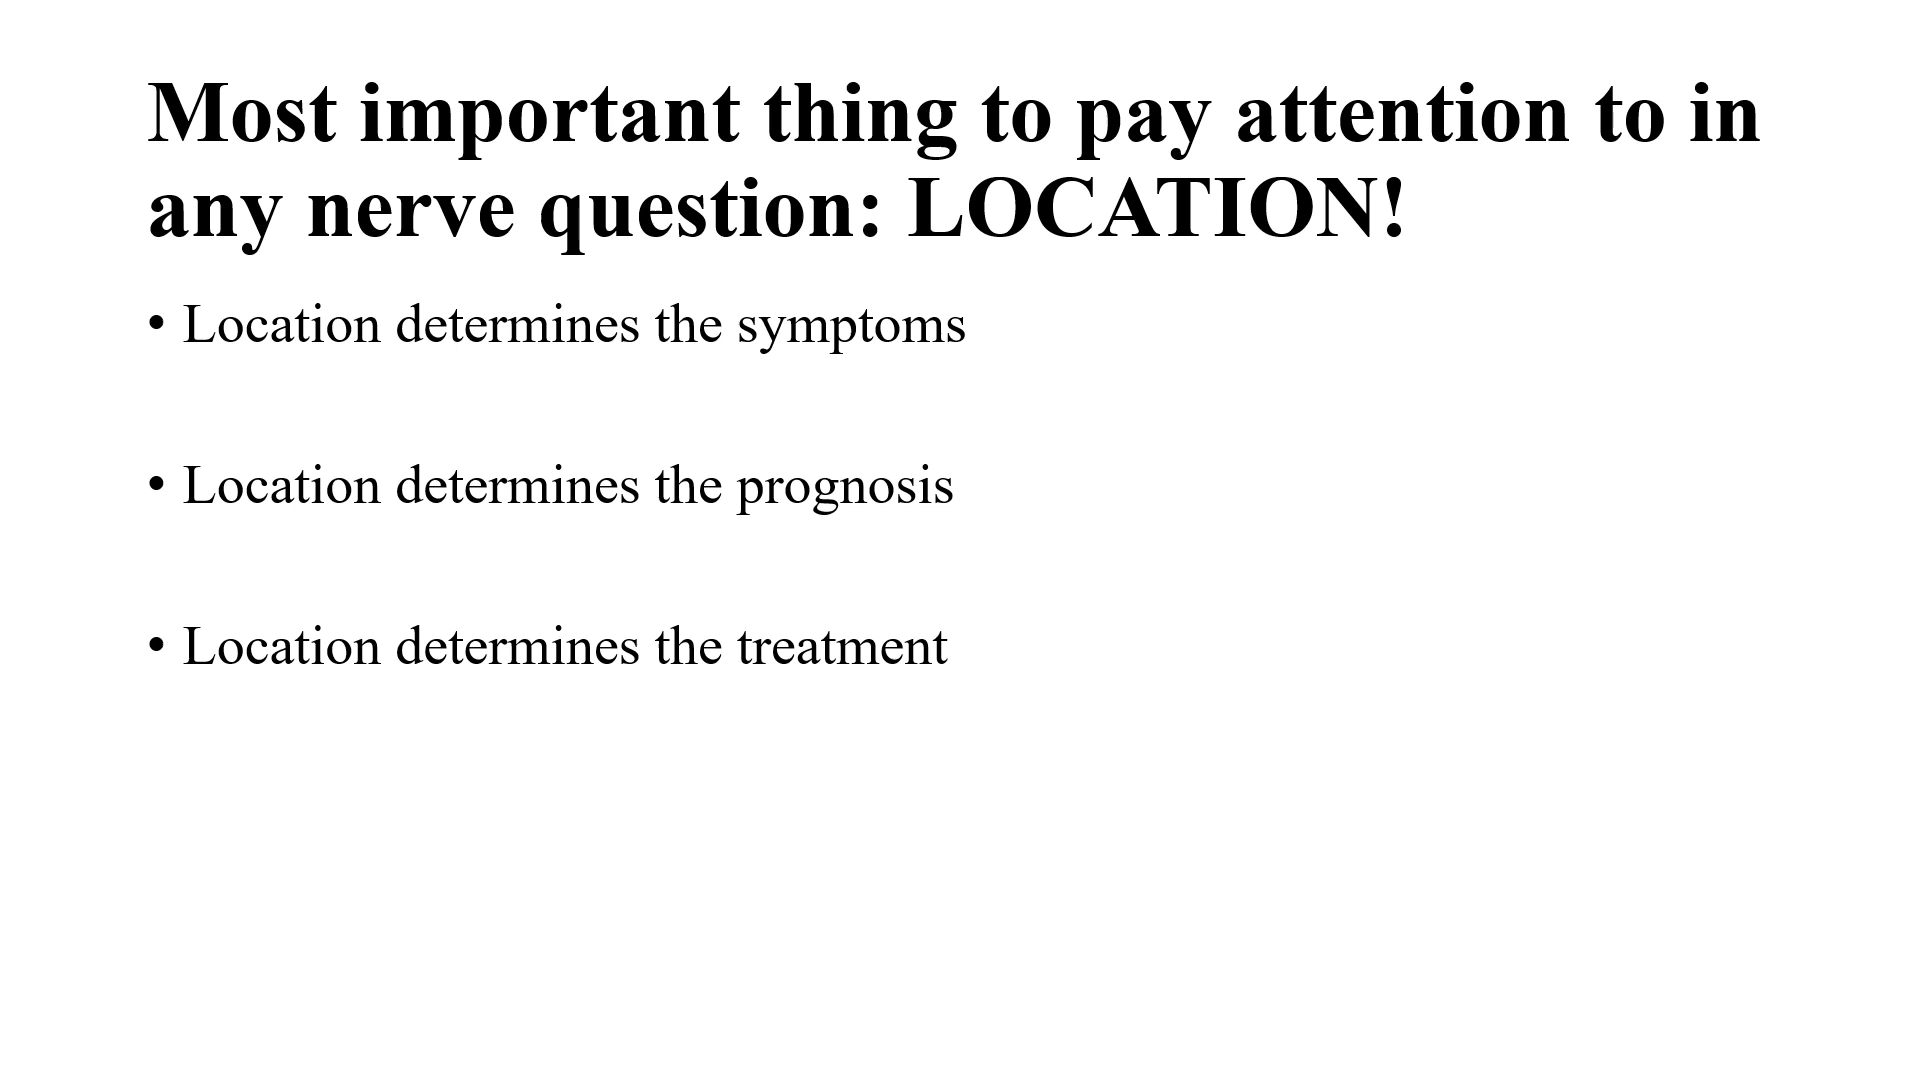 Most important thing to pay attention to in
any nerve question: LOCATION!
• Location determines the symptoms
• Location determines the prognosis
• Location determines the treatment